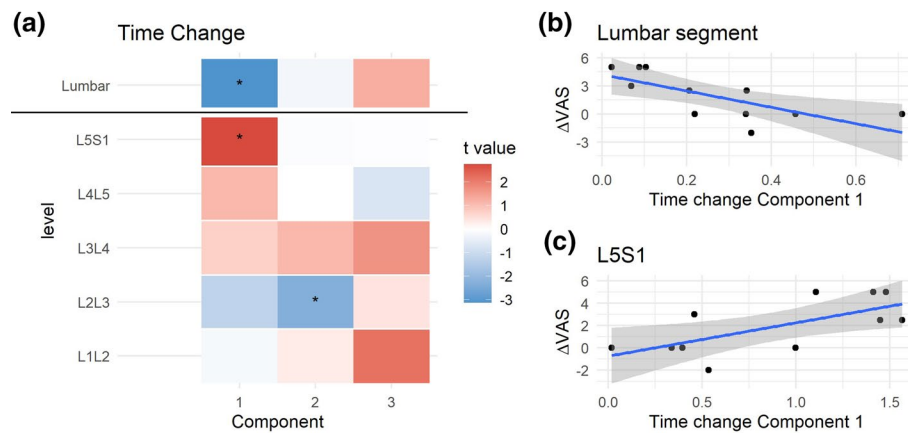 (a)
Time Change
Lumbar
*
L5S1
*
L4L5
L3L4
L2L3
*
L1L2
level
1 2 3
Component
t value
2
1
0
-1
-2
-3
(b)
Lumbar segment
6
3
0
-3
ΔVAS
0.0 0.2 0.4 0.6
Time change Component 1
(c)
L5S1
6
4
2
0
-2
ΔVAS
0.0 0.5 1.0 1.5
Time change Component 1